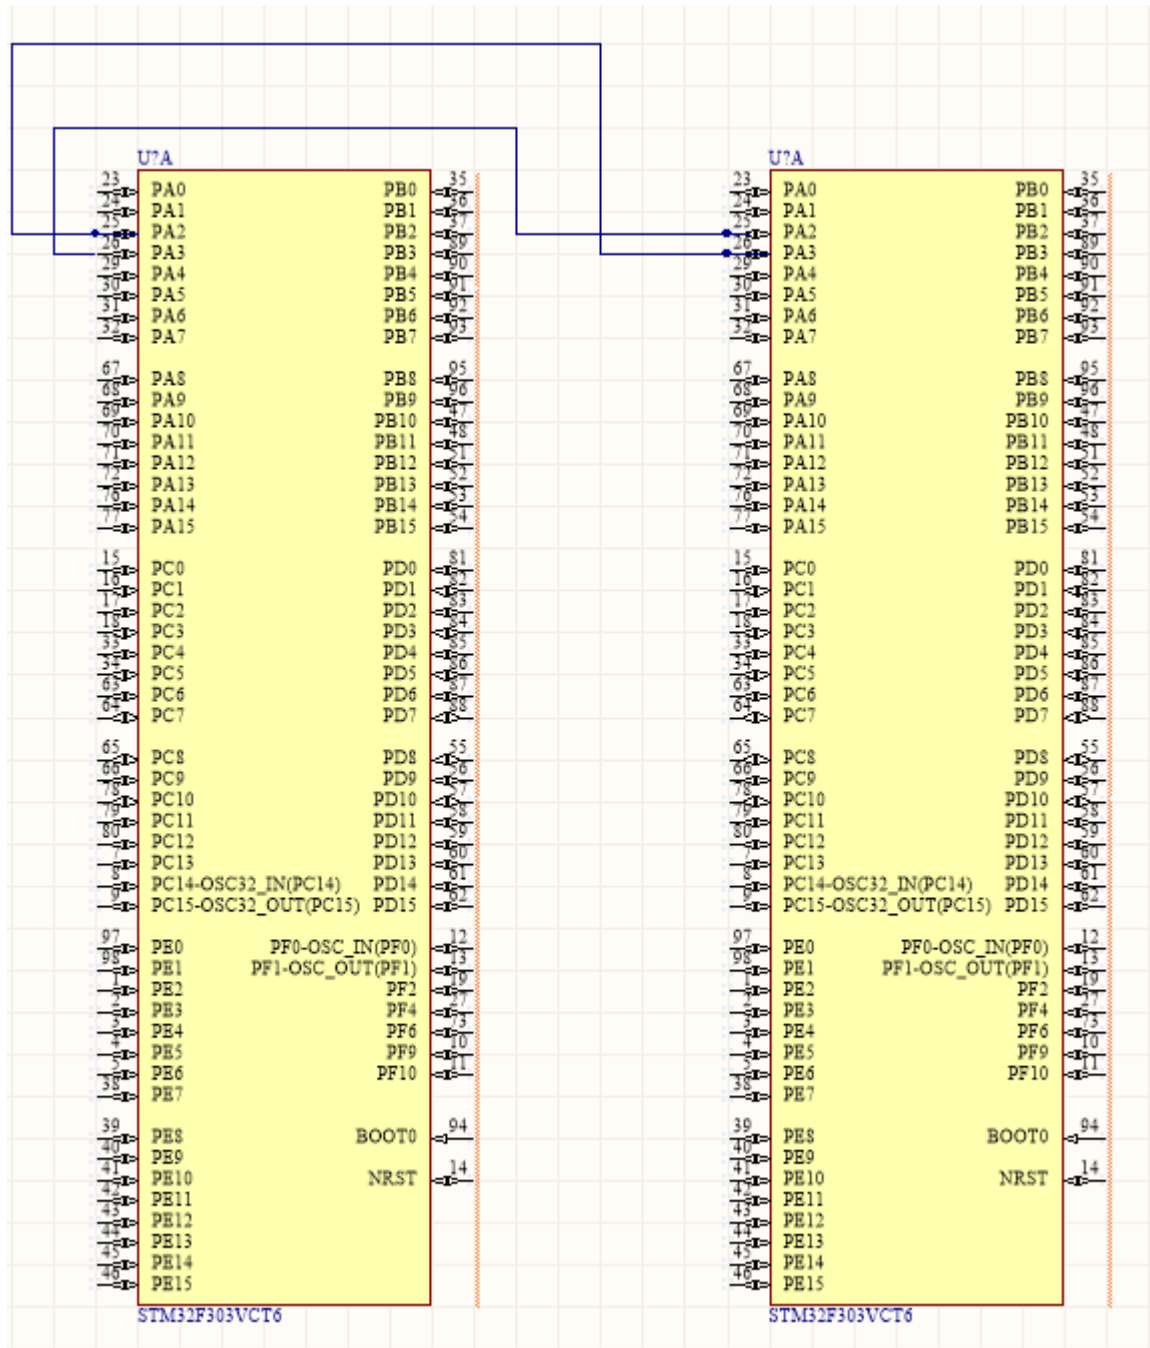 U?A
23 PA0 PB0 35
24 PA1 PB1 36
25 PA2 PB2 37
26 PA3 PB3 89
29 PA4 PB4 90
30 PA5 PB5 91
31 PA6 PB6 92
32 PA7 PB7 93
67 PA8 PB8 95
68 PA9 PB9 96
69 PA10 PB10 47
70 PA11 PB11 48
71 PA12 PB12 51
72 PA13 PB13 52
76 PA14 PB14 53
77 PA15 PB15 54
15 PC0 PD0 81
16 PC1 PD1 82
17 PC2 PD2 83
18 PC3 PD3 84
33 PC4 PD4 85
34 PC5 PD5 86
63 PC6 PD6 87
64 PC7 PD7 88
65 PC8 PD8 55
66 PC9 PD9 56
78 PC10 PD10 57
79 PC11 PD11 58
80 PC12 PD12 59
7 PC13 PD13 60
8 PC14-OSC32_IN(PC14) PD14 61
9 PC15-OSC32_OUT(PC15) PD15 62
97 PE0 PF0-OSC_IN(PF0) 12
98 PE1 PF1-OSC_OUT(PF1) 13
1 PE2 PF2 19
2 PE3 PF4 27
3 PE4 PF6 73
4 PE5 PF9 10
5 PE6 PF10 11
38 PE7
39 PE8 BOOT0 94
40 PE9
41 PE10 NRST 14
42 PE11
43 PE12
44 PE13
45 PE14
46 PE15
STM32F303VCT6
U?A
23 PA0 PB0 35
24 PA1 PB1 36
25 PA2 PB2 37
26 PA3 PB3 89
29 PA4 PB4 90
30 PA5 PB5 91
31 PA6 PB6 92
32 PA7 PB7 93
67 PA8 PB8 95
68 PA9 PB9 96
69 PA10 PB10 47
70 PA11 PB11 48
71 PA12 PB12 51
72 PA13 PB13 52
76 PA14 PB14 53
77 PA15 PB15 54
15 PC0 PD0 81
16 PC1 PD1 82
17 PC2 PD2 83
18 PC3 PD3 84
33 PC4 PD4 85
34 PC5 PD5 86
63 PC6 PD6 87
64 PC7 PD7 88
65 PC8 PD8 55
66 PC9 PD9 56
78 PC10 PD10 57
79 PC11 PD11 58
80 PC12 PD12 59
7 PC13 PD13 60
8 PC14-OSC32_IN(PC14) PD14 61
9 PC15-OSC32_OUT(PC15) PD15 62
97 PE0 PF0-OSC_IN(PF0) 12
98 PE1 PF1-OSC_OUT(PF1) 13
1 PE2 PF2 19
2 PE3 PF4 27
3 PE4 PF6 73
4 PE5 PF9 10
5 PE6 PF10 11
38 PE7
39 PE8 BOOT0 94
40 PE9
41 PE10 NRST 14
42 PE11
43 PE12
44 PE13
45 PE14
46 PE15
STM32F303VCT6